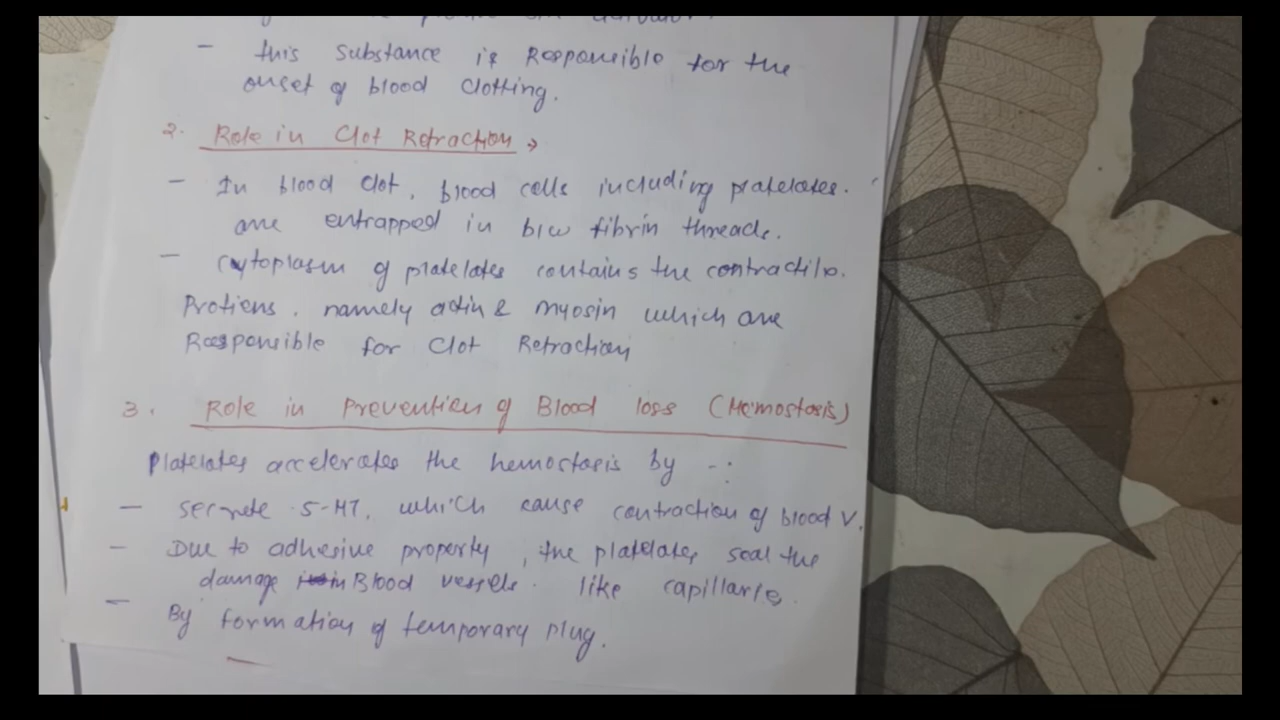 - this substance is Responsible for the
onset of blood clotting.
2. Role in Clot Retraction →
- In blood clot, blood cells including platelates.
are entrapped in b/w fibrin threads.
- Cytoplasm of platelates contains the contractile.
Protiens. namely actin & myosin which are
Responsible for Clot Retraction
3. Role in Prevention of Blood loss (Hemostasis)
Platelates accelerates the hemostasis by -:
- secrete 5-HT, which cause contraction of blood V.
- Due to adhesive property, the platelates seal the
damage in Blood vessels. like capillaries.
- By formation of temporary plug.